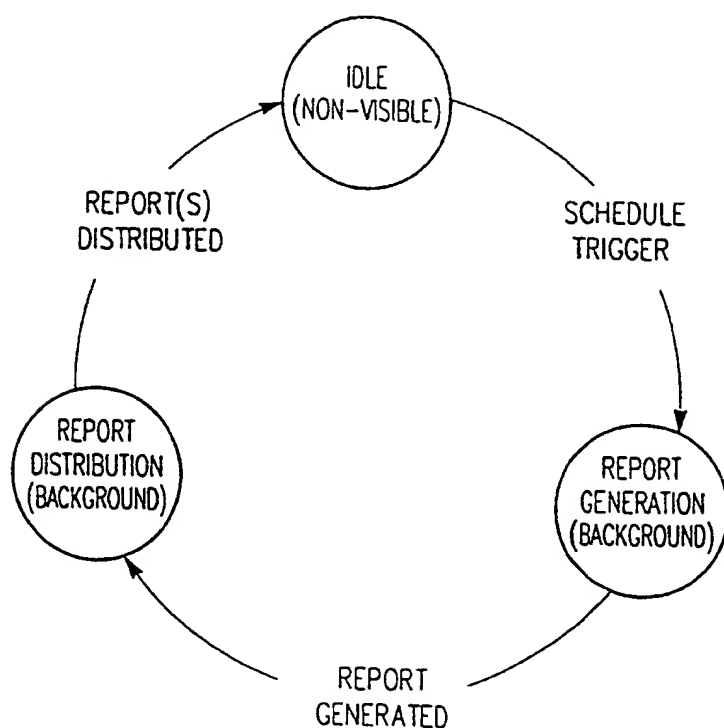 IDLE
(NON-VISIBLE)
REPORT(S)
DISTRIBUTED
SCHEDULE
TRIGGER
REPORT
DISTRIBUTION
(BACKGROUND)
REPORT
GENERATION
(BACKGROUND)
REPORT
GENERATED